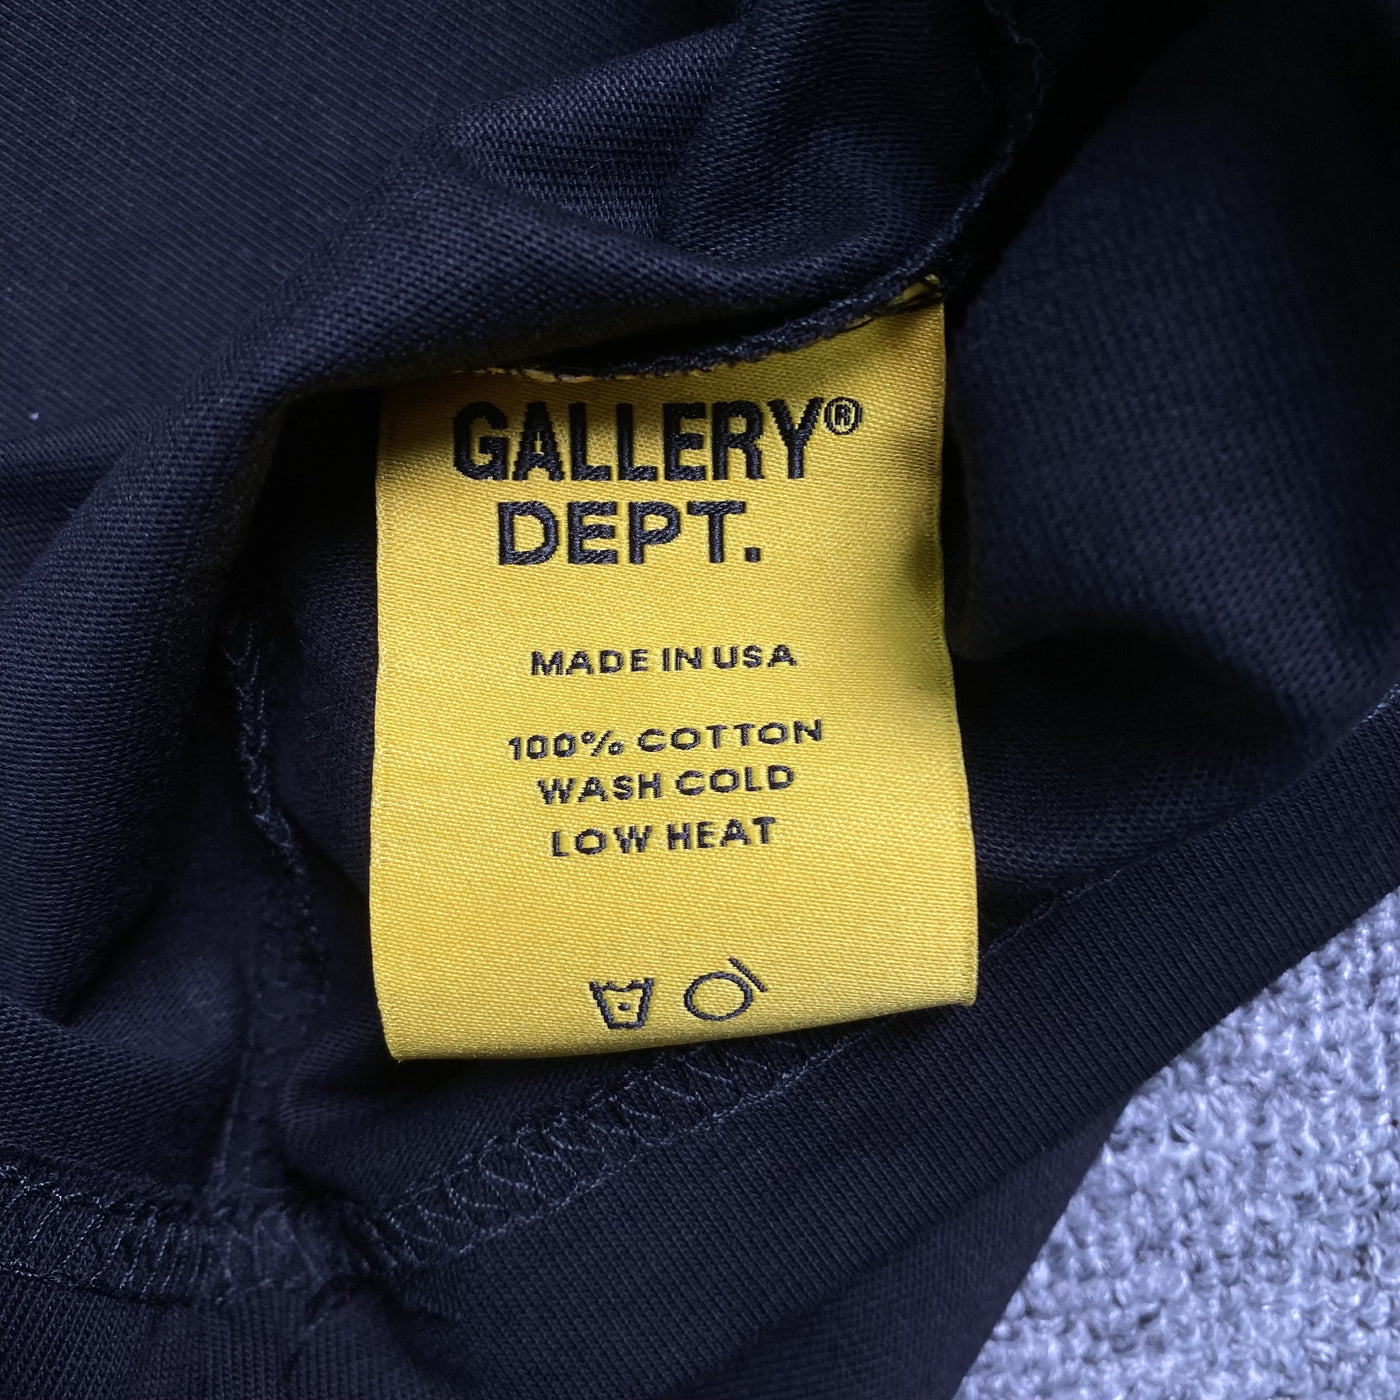 GALLERY®
DEPT.
MADE IN USA
100% COTTON
WASH COLD
LOW HEAT